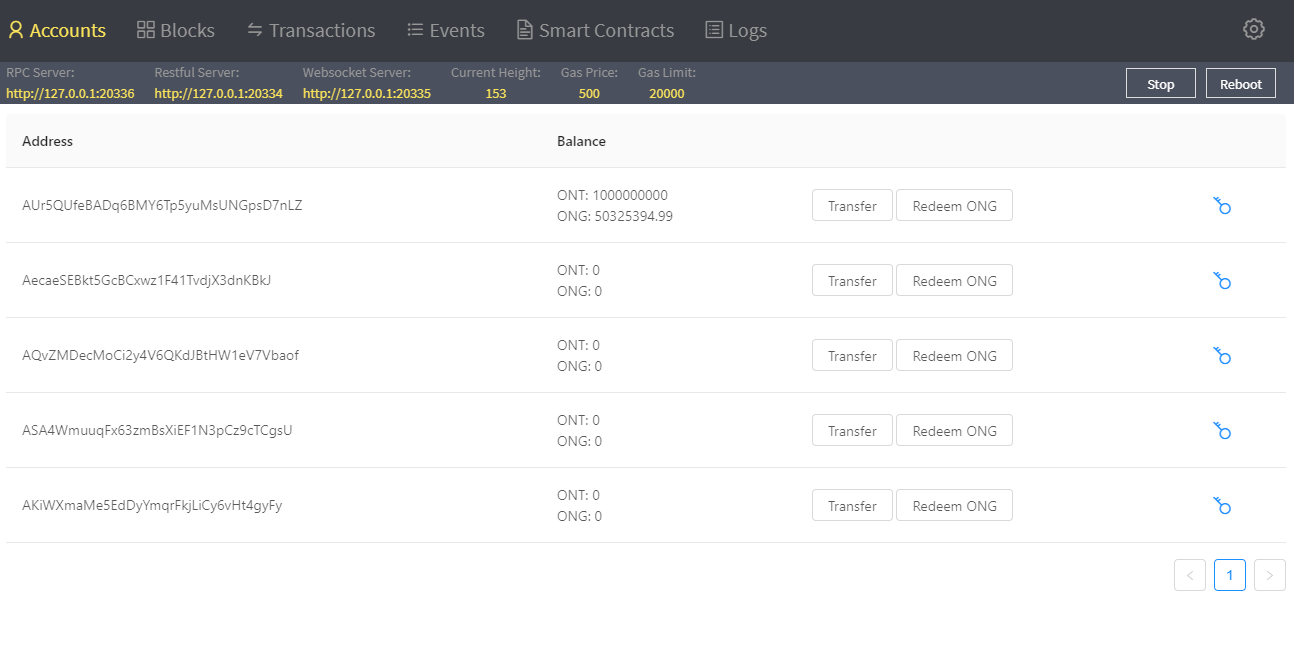 Accounts Blocks Transactions Events Smart Contracts Logs
RPC Server: Restful Server: Websocket Server: Current Height: Gas Price: Gas Limit:
http://127.0.0.1:20336 http://127.0.0.1:20334 http://127.0.0.1:20335 153 500 20000
Stop Reboot
Address Balance
AUr5QUfeBADq6BMY6Tp5yuMsUNGpsD7nLZ
ONT: 1000000000
ONG: 50325394.99
Transfer Redeem ONG
AecaeSEBkt5GcBCxwz1F41TvdjX3dnKBkJ
ONT: 0
ONG: 0
Transfer Redeem ONG
AQvZMDecMoCi2y4V6QKdJBtHW1eV7Vbaof
ONT: 0
ONG: 0
Transfer Redeem ONG
ASA4WmuuqFx63zmBsXiEF1N3pCz9cTCgsU
ONT: 0
ONG: 0
Transfer Redeem ONG
AKiWXmaMe5EdDyYmqrFkjLiCy6vHt4gyFy
ONT: 0
ONG: 0
Transfer Redeem ONG
< 1 >